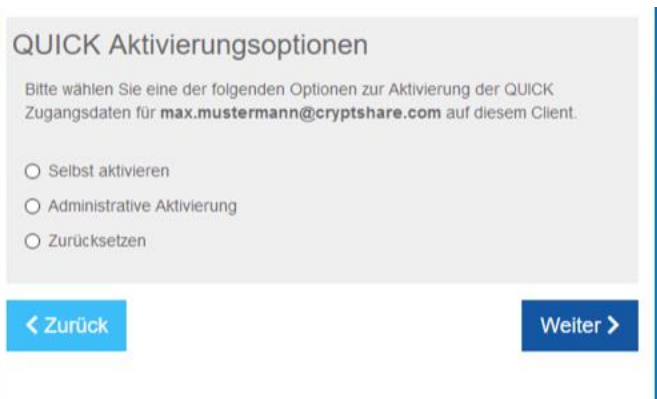 QUICK Aktivierungsoptionen
Bitte wählen Sie eine der folgenden Optionen zur Aktivierung der QUICK
Zugangsdaten für max.mustermann@cryptshare.com auf diesem Client.
Selbst aktivieren
Administrative Aktivierung
Zurücksetzen
Zurück
Weiter